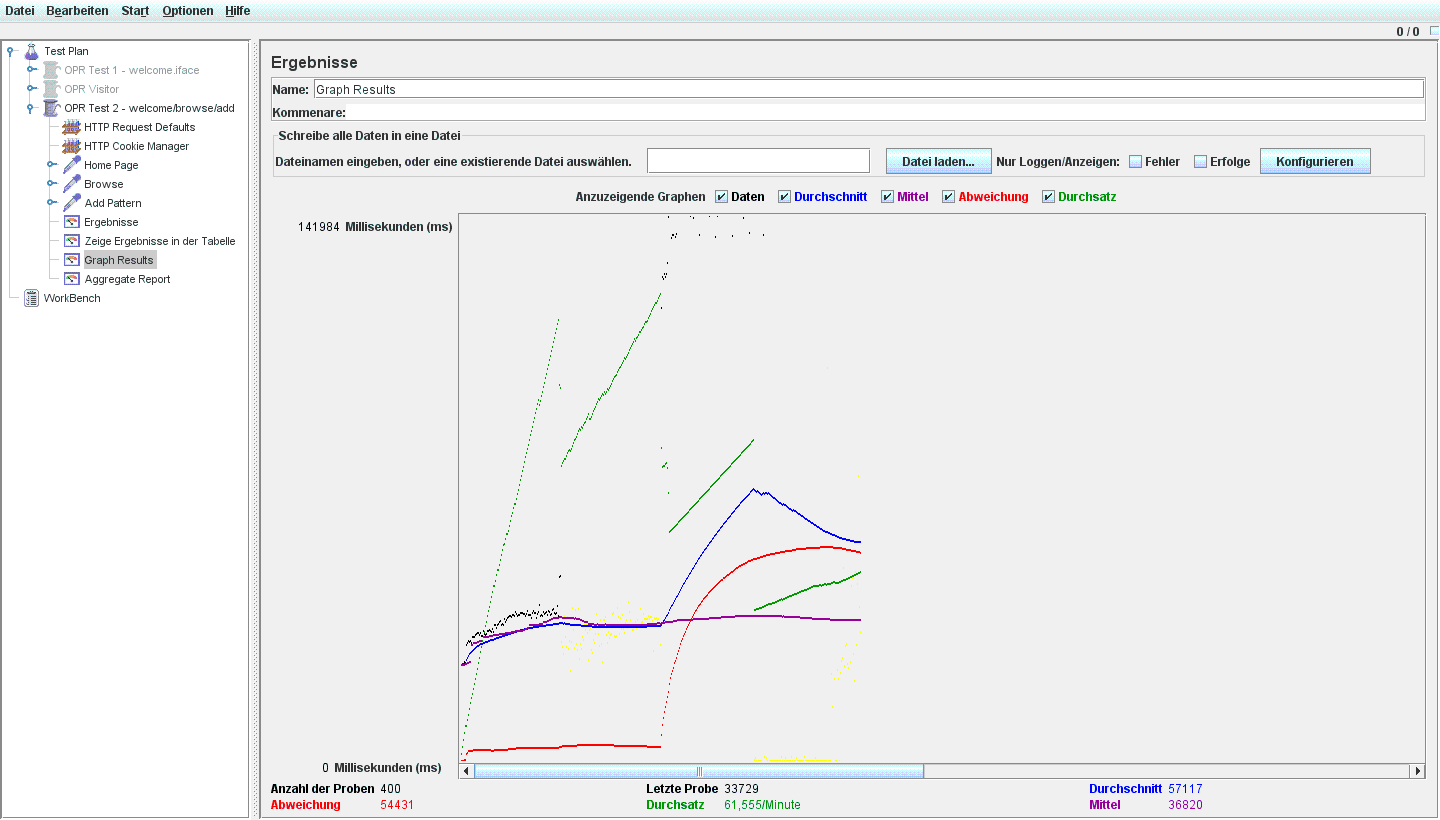 Datei Bearbeiten Start Optionen Hilfe
0 / 0
Test Plan
OPR Test 1 - welcome.iface
OPR Visitor
OPR Test 2 - welcome/browse/add
HTTP Request Defaults
HTTP Cookie Manager
Home Page
Browse
Add Pattern
Ergebnisse
Zeige Ergebnisse in der Tabelle
Graph Results
Aggregate Report
WorkBench
Ergebnisse
Name: Graph Results
Kommenare:
Schreibe alle Daten in eine Datei
Dateinamen eingeben, oder eine existierende Datei auswählen. Datei laden... Nur Loggen/Anzeigen: Fehler Erfolge Konfigurieren
Anzuzeigende Graphen Daten Durchschnitt Mittel Abweichung Durchsatz
141984 Millisekunden (ms)
0 Millisekunden (ms)
Anzahl der Proben 400 Letzte Probe 33729 Durchschnitt 57117
Abweichung 54431 Durchsatz 61,555/Minute Mittel 36820